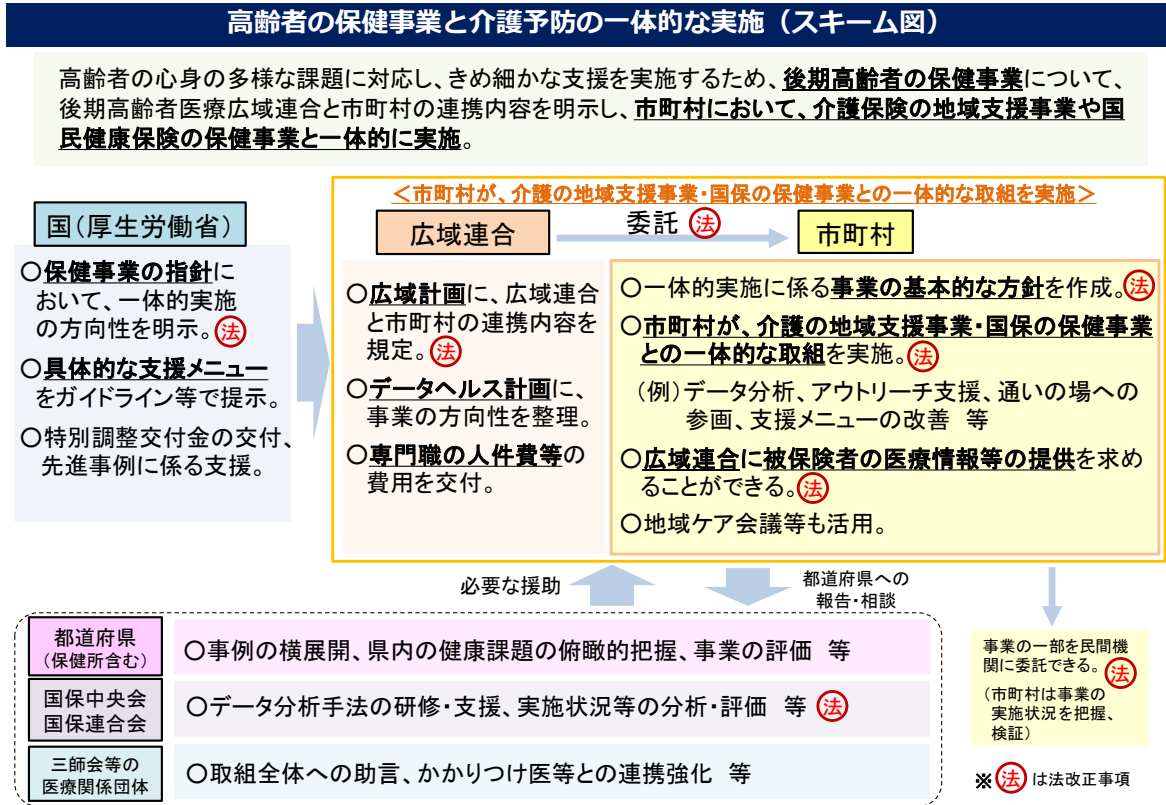 高齢者の保健事業と介護予防の一体的な実施（スキーム図）
高齢者の心身の多様な課題に対応し、きめ細かな支援を実施するため、後期高齢者の保健事業について、
後期高齢者医療広域連合と市町村の連携内容を明示し、市町村において、介護保険の地域支援事業や国
民健康保険の保健事業と一体的に実施。
国（厚生労働省）
○保健事業の指針に
おいて、一体的実施
の方向性を明示。法
○具体的な支援メニュー
をガイドライン等で提示。
○特別調整交付金の交付、
先進事例に係る支援。
＜市町村が、介護の地域支援事業・国保の保健事業との一体的な取組を実施＞
広域連合
委託 法
市町村
○広域計画に、広域連合
と市町村の連携内容を
規定。法
○データヘルス計画に、
事業の方向性を整理。
○専門職の人件費等の
費用を交付。
○一体的実施に係る事業の基本的な方針を作成。法
○市町村が、介護の地域支援事業・国保の保健事業
との一体的な取組を実施。法
（例）データ分析、アウトリーチ支援、通いの場への
参画、支援メニューの改善 等
○広域連合に被保険者の医療情報等の提供を求め
ることができる。法
○地域ケア会議等も活用。
必要な援助
都道府県への
報告・相談
都道府県
（保健所含む）
○事例の横展開、県内の健康課題の俯瞰的把握、事業の評価 等
国保中央会
国保連合会
○データ分析手法の研修・支援、実施状況等の分析・評価 等 法
三師会等の
医療関係団体
○取組全体への助言、かかりつけ医等との連携強化 等
事業の一部を民間機
関に委託できる。法
（市町村は事業の
実施状況を把握、
検証）
※法は法改正事項